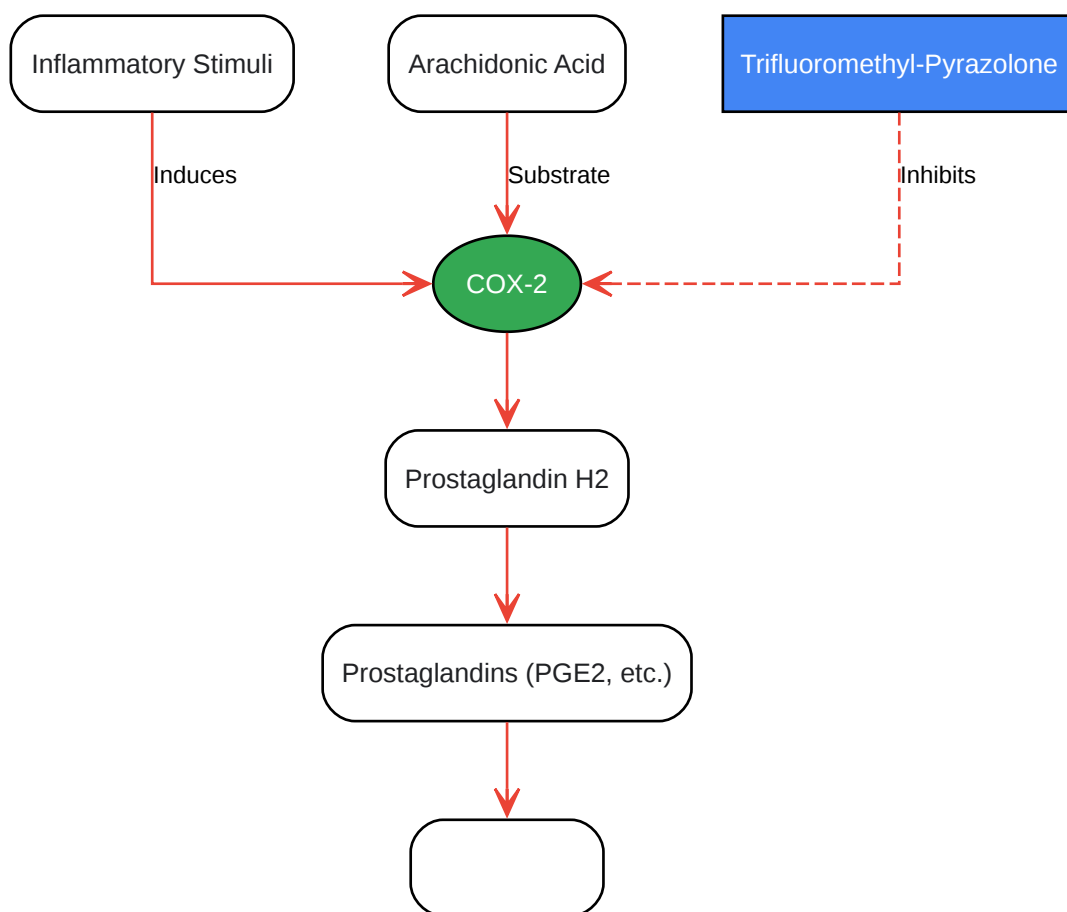 Inflammatory Stimuli
Arachidonic Acid
Trifluoromethyl-Pyrazolone
Induces
Substrate
Inhibits
COX-2
Prostaglandin H2
Prostaglandins (PGE2, etc.)